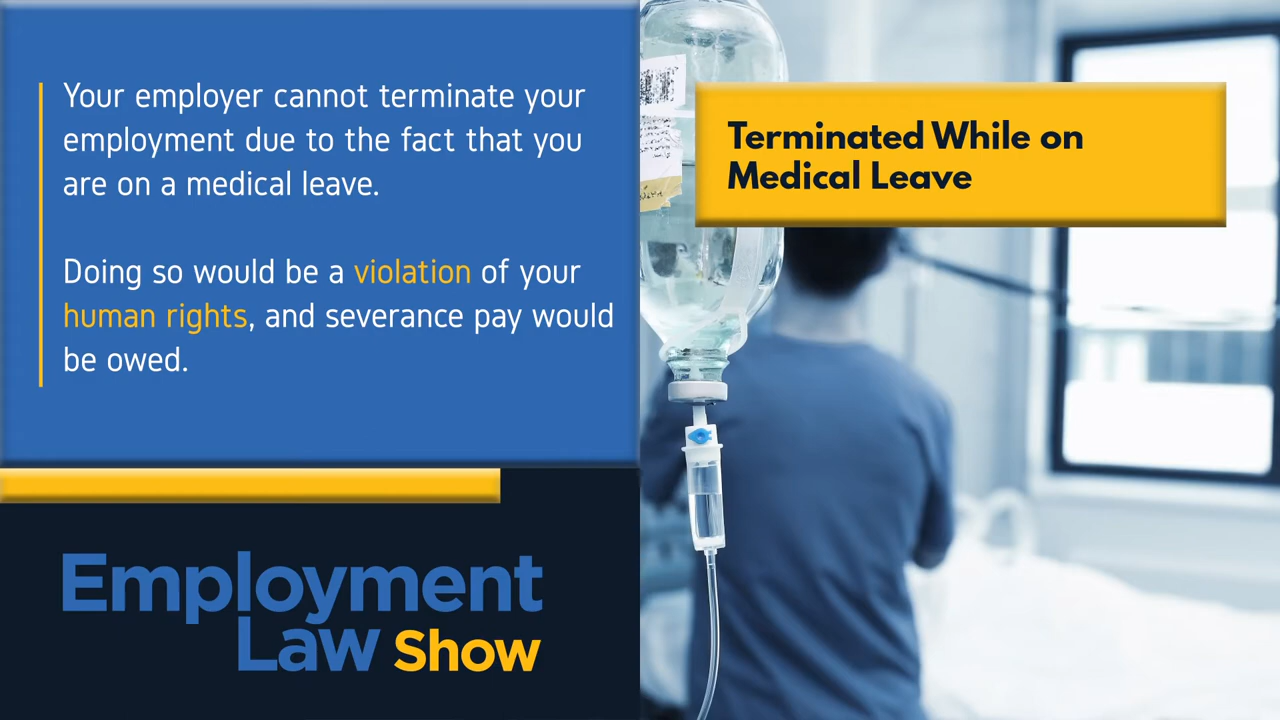 Your employer cannot terminate your
employment due to the fact that you
are on a medical leave.
Doing so would be a violation of your
human rights, and severance pay would
be owed.
Terminated While on
Medical Leave
Employment
Law Show